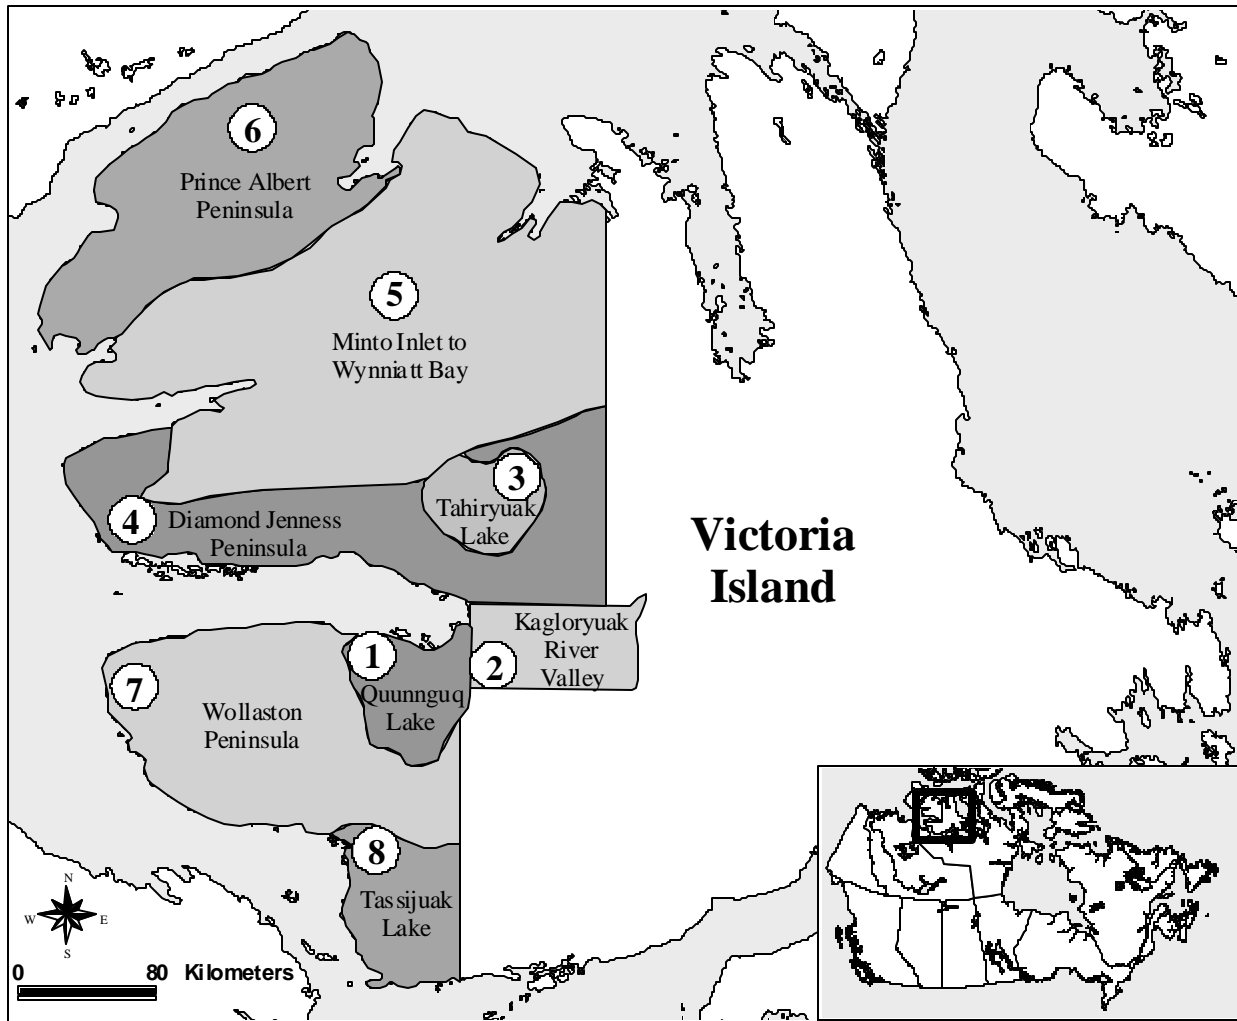 6
Prince Albert
Peninsula
5
Minto Inlet to
Wynniatt Bay
3
Tahiryuak
Lake
4
Diamond Jenness
Peninsula
Victoria
Island
Kagloryuak
River
Valley
2
1
Quunnguq
Lake
7
Wollaston
Peninsula
8
Tassijuak
Lake
N
W E
S
0 80 Kilometers